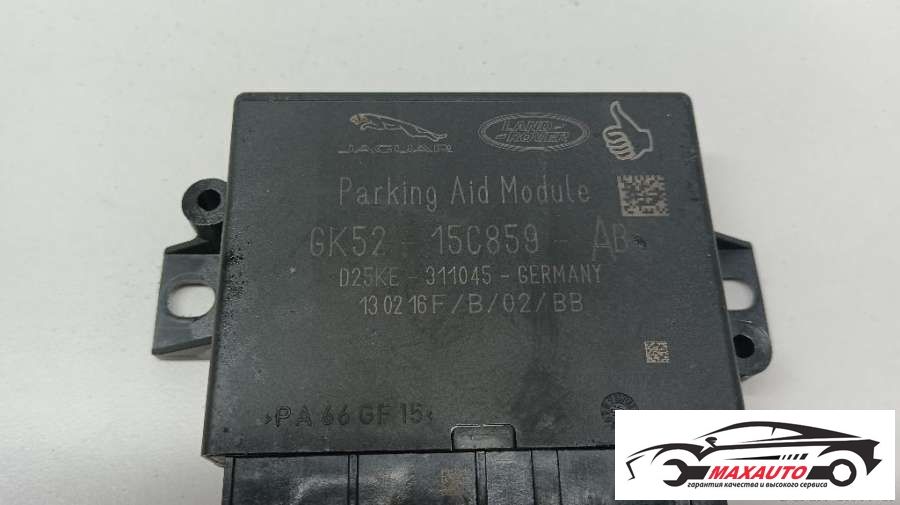 JAGUAR
LAND ROVER
Parking Aid Module
GK52 - 15C859 - AB
D25KE - 311045 - GERMANY
13 02 16 F/B/02/BB
>PA 66 GF 15<
MAXAUTO
гарантия качества и высокого сервиса